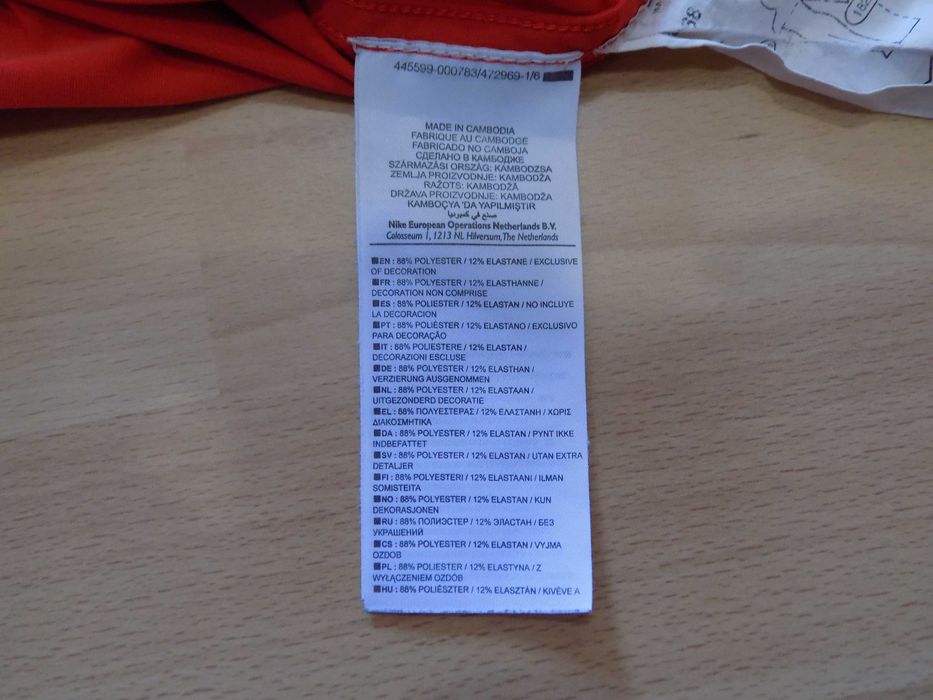 445599-000783/472969-1/6
MADE IN CAMBODIA
FABRIQUE AU CAMBODGE
FABRICADO NO CAMBOJA
СДЕЛАНО В КАМБОДЖЕ
SZÁRMAZÁSI ORSZÁG: KAMBODZSA
ZEMLJA PROIZVODNJE: KAMBODŽA
RAŽOTS: KAMBODŽĀ
DRŽAVA PROIZVODNJE: KAMBODŽA
KAMBOÇYA 'DA YAPILMIŞTIR
صنع في كمبوديا
Nike European Operations Netherlands B.V.
Colosseum 1, 1213 NL Hilversum, The Netherlands
EN : 88% POLYESTER / 12% ELASTANE / EXCLUSIVE
OF DECORATION
FR : 88% POLYESTER / 12% ELASTHANNE /
DECORATION NON COMPRISE
ES : 88% POLIESTER / 12% ELASTAN / NO INCLUYE
LA DECORACION
PT : 88% POLIÉSTER / 12% ELASTANO / EXCLUSIVO
PARA DECORAÇÃO
IT : 88% POLIESTERE / 12% ELASTAN /
DECORAZIONI ESCLUSE
DE : 88% POLYESTER / 12% ELASTHAN /
VERZIERUNG AUSGENOMMEN
NL : 88% POLYESTER / 12% ELASTAAN /
UITGEZONDERD DECORATIE
EL : 88% ΠΟΛΥΕΣΤΕΡΑΣ / 12% ΕΛΑΣΤΑΝΗ / ΧΩΡΙΣ
ΔΙΑΚΟΣΜΗΤΙΚΑ
DA : 88% POLYESTER / 12% ELASTAN / PYNT IKKE
INDBEFATTET
SV : 88% POLYESTER / 12% ELASTAN / UTAN EXTRA
DETALJER
FI : 88% POLYESTERI / 12% ELASTAANI / ILMAN
SOMISTEITA
NO : 88% POLYESTER / 12% ELASTAN / KUN
DEKORASJONEN
RU : 88% ПОЛИЭСТЕР / 12% ЭЛАСТАН / БЕЗ
УКРАШЕНИЙ
CS : 88% POLYESTER / 12% ELASTAN / VYJMA
OZDOB
PL : 88% POLIESTER / 12% ELASTYNA / Z
WYŁĄCZENIEM OZDÓB
HU : 88% POLIÉSZTER / 12% ELASZTÁN / KIVÉVE A